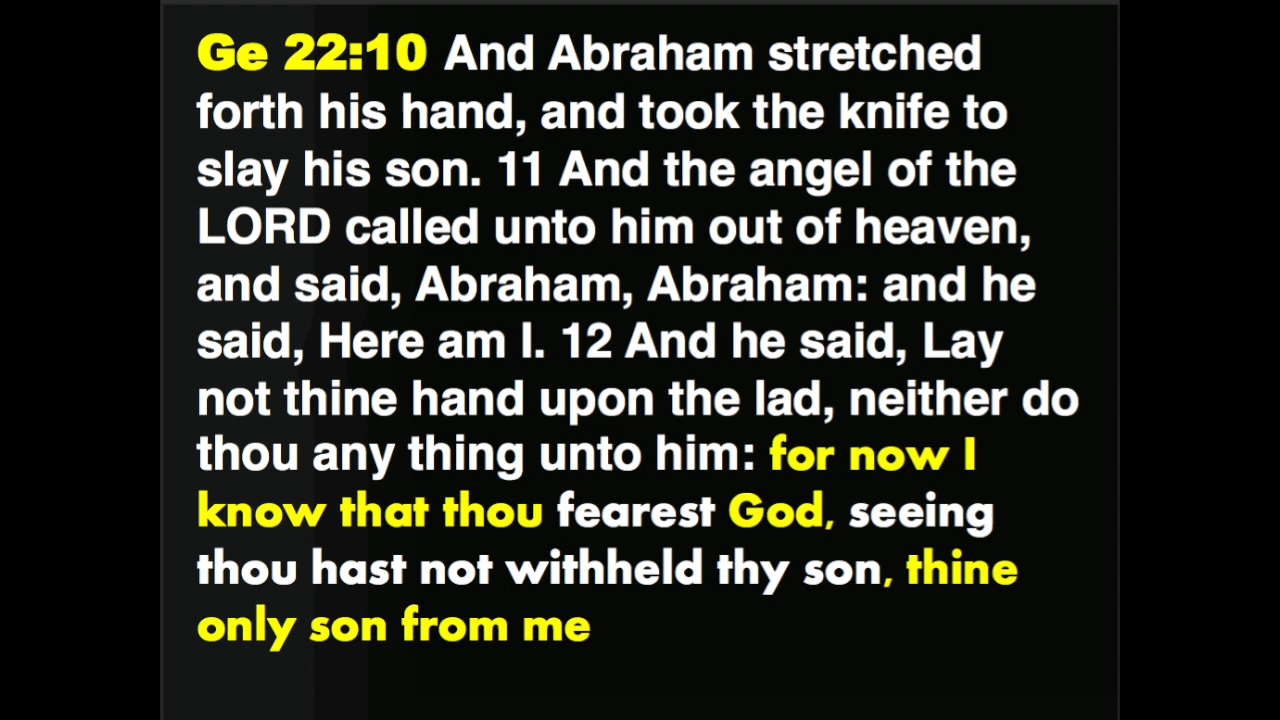 Ge 22:10 And Abraham stretched
forth his hand, and took the knife to
slay his son. 11 And the angel of the
LORD called unto him out of heaven,
and said, Abraham, Abraham: and he
said, Here am I. 12 And he said, Lay
not thine hand upon the lad, neither do
thou any thing unto him: for now I
know that thou fearest God, seeing
thou hast not withheld thy son, thine
only son from me